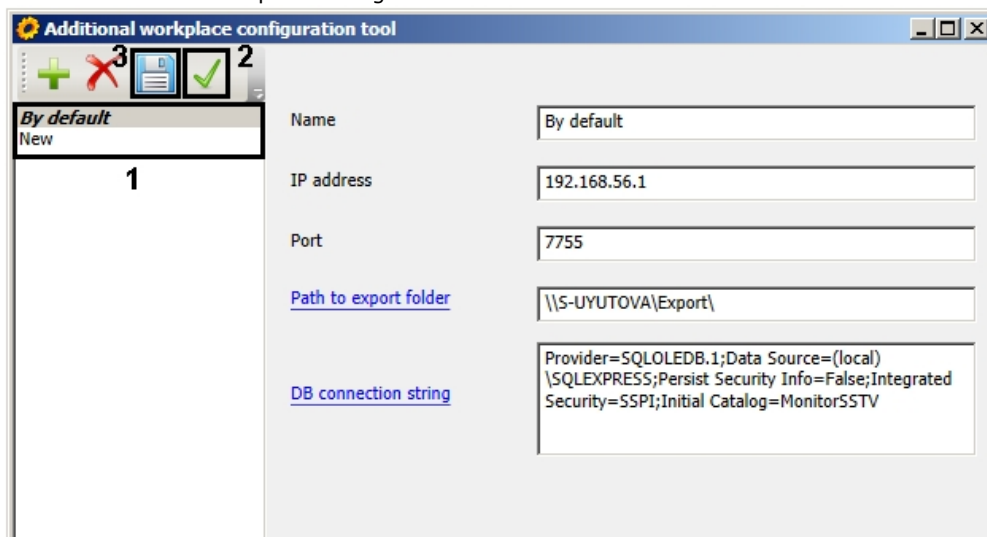 Additional workplace configuration tool
3
2
By default
New
1
Name
By default
IP address
192.168.56.1
Port
7755
Path to export folder
\\S-UYUTOVA\Export\
DB connection string
Provider=SQLOLEDB.1;Data Source=(local)
\SQLEXPRESS;Persist Security Info=False;Integrated
Security=SSPI;Initial Catalog=MonitorSSTV